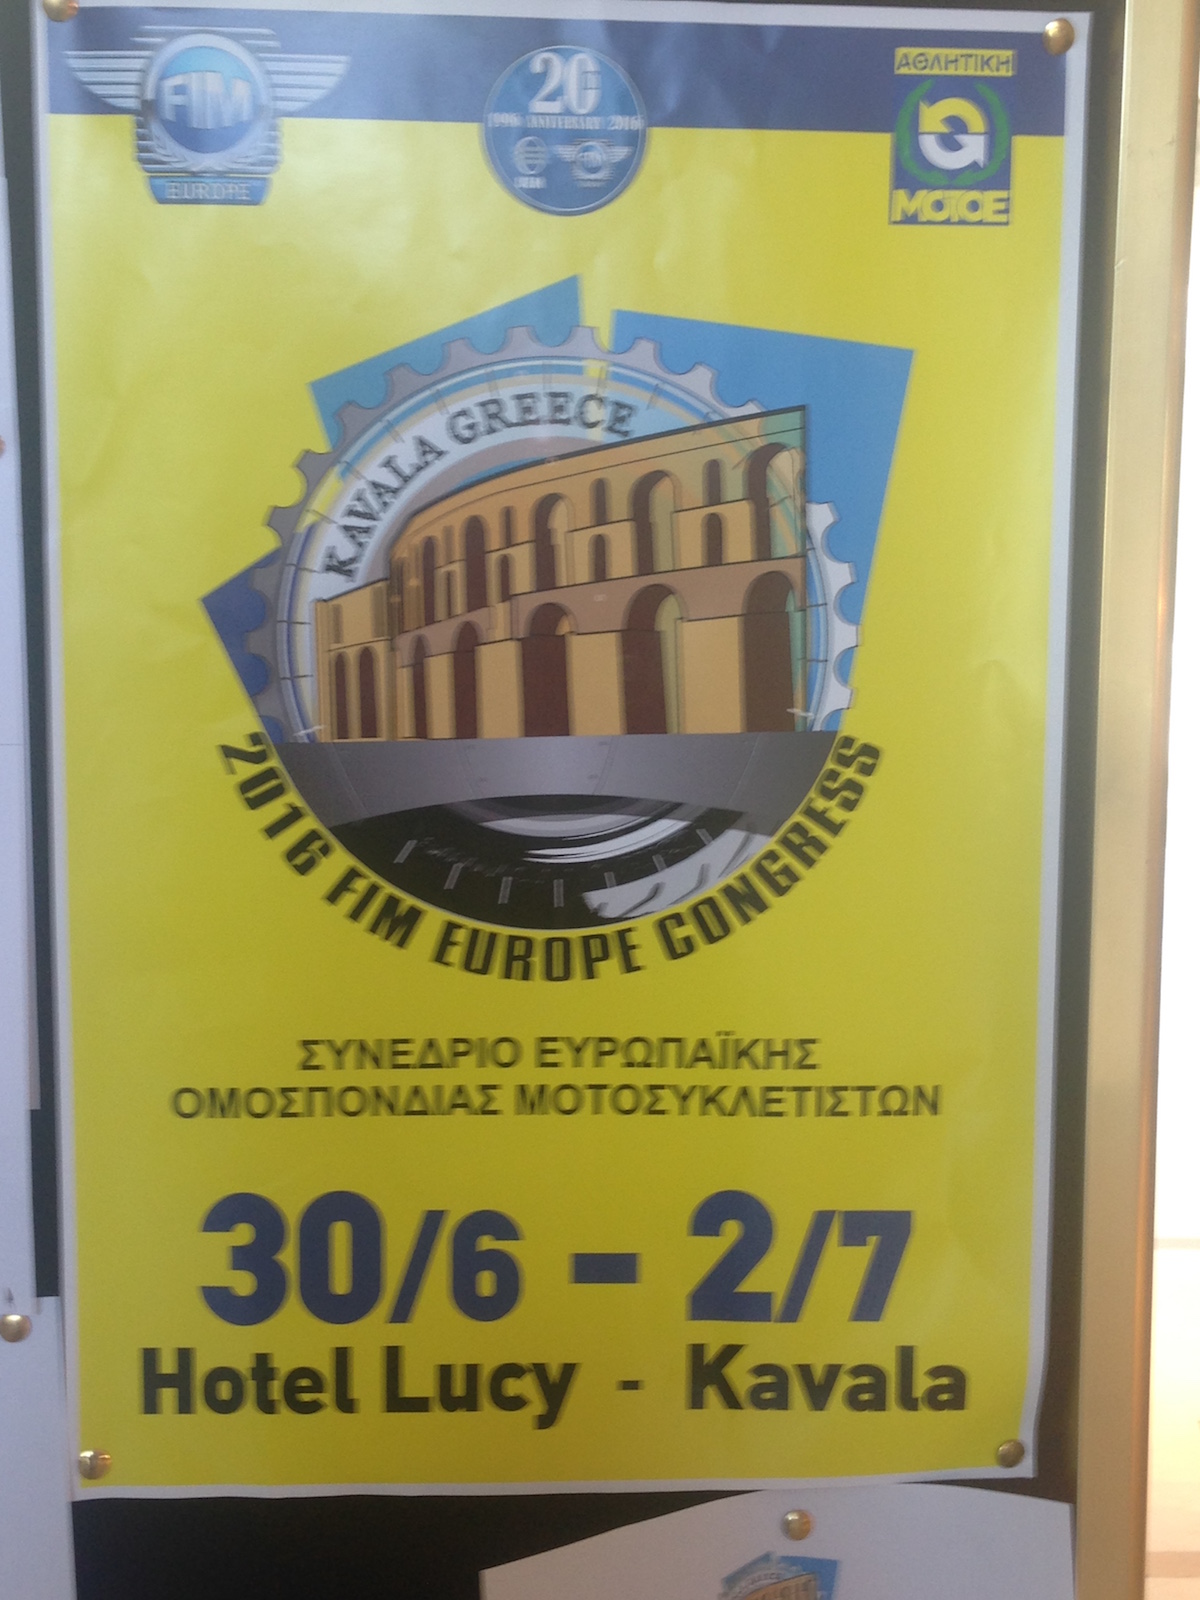 FIM
EUROPE
20
1996 ANNIVERSARY 2016
ΑΘΛΗΤΙΚΗ
ΜΟΤΟΕ
KAVALA GREECE
2016 FIM EUROPE CONGRESS
ΣΥΝΕΔΡΙΟ ΕΥΡΩΠΑΪΚΗΣ
ΟΜΟΣΠΟΝΔΙΑΣ ΜΟΤΟΣΥΚΛΕΤΙΣΤΩΝ
30/6 - 2/7
Hotel Lucy - Kavala